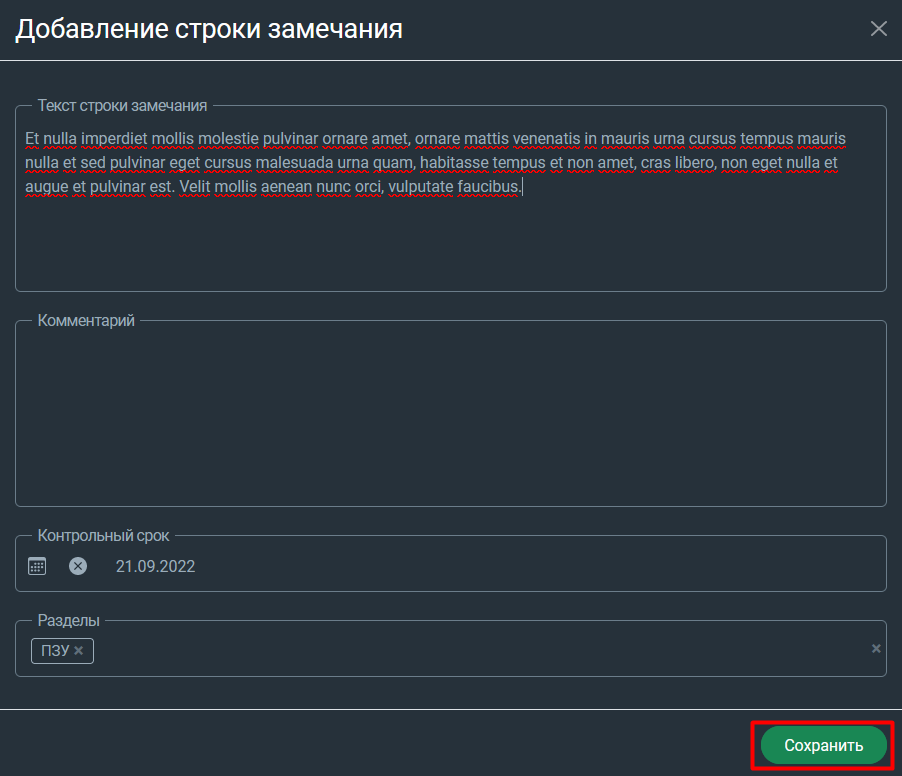 Добавление строки замечания
Текст строки замечания
Et nulla imperdiet mollis molestie pulvinar ornare amet, ornare mattis venenatis in mauris urna cursus tempus mauris
nulla et sed pulvinar eget cursus malesuada urna quam, habitasse tempus et non amet, cras libero, non eget nulla et
augue et pulvinar est. Velit mollis aenean nunc orci, vulputate faucibus.
Комментарий
Контрольный срок
21.09.2022
Разделы
ПЗУ
Сохранить